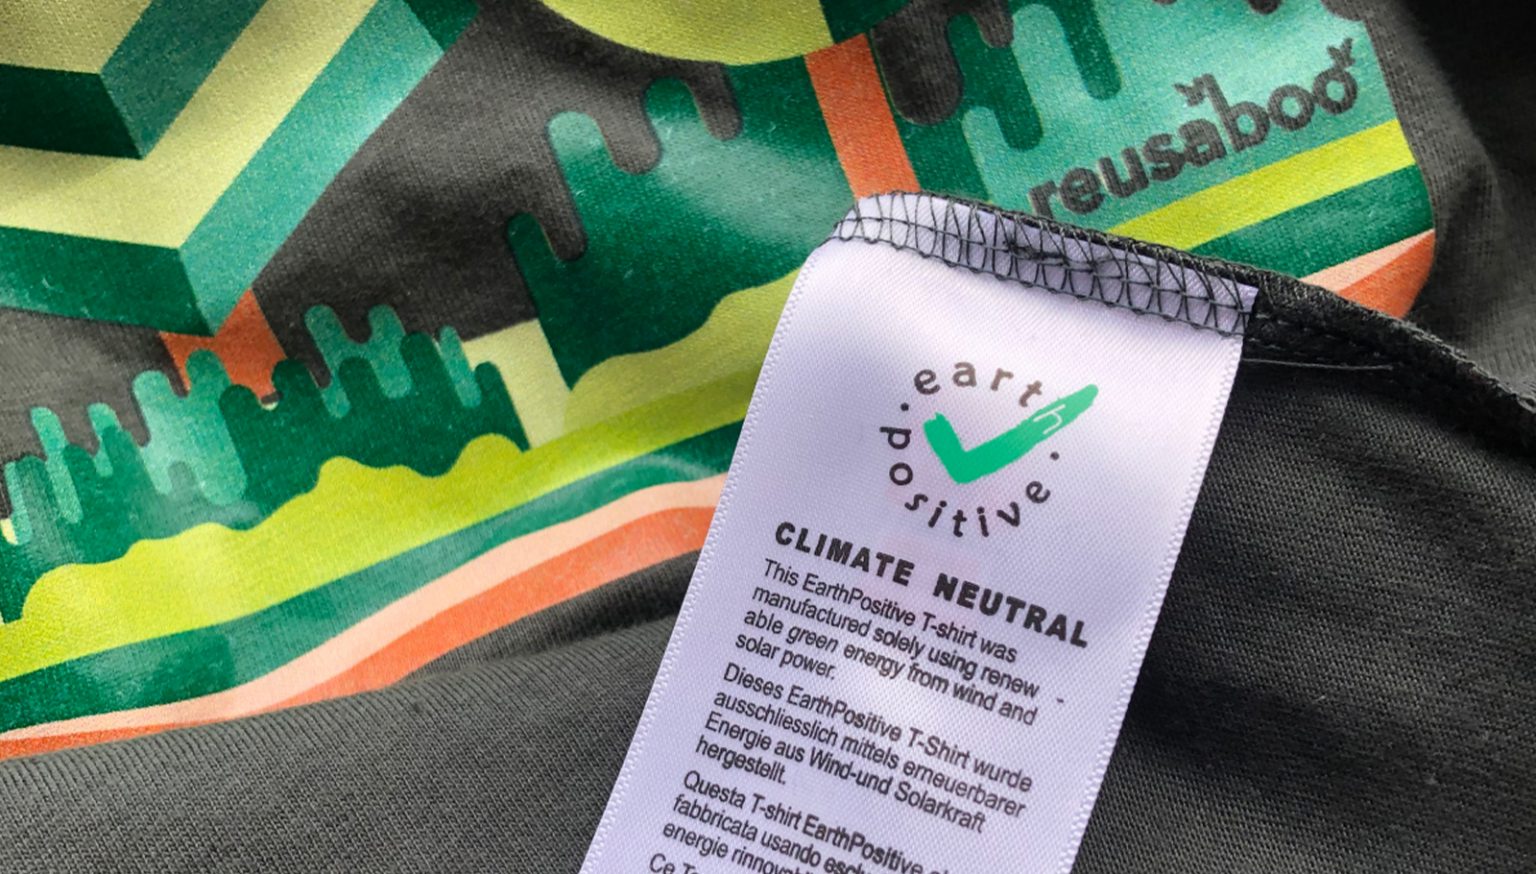 reusaboo
earth
.positive.
CLIMATE NEUTRAL
This EarthPositive T-shirt was
manufactured solely using renew -
able green energy from wind and
solar power.
Dieses EarthPositive T-Shirt wurde
ausschliesslich mittels erneuerbarer
Energie aus Wind-und Solarkraft
hergestellt.
Questa T-shirt EarthPositive
fabbricata usando
energie
Ce